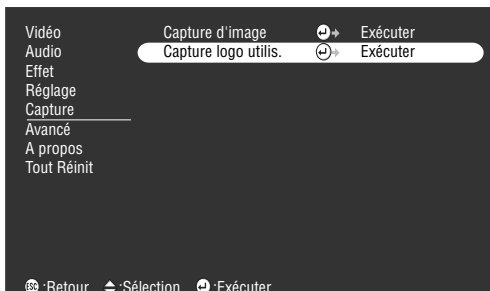 Vidéo Capture d'image Exécuter
Audio Capture logo utilis. Exécuter
Effet
Réglage
Capture
Avancé
A propos
Tout Réinit
ESC :Retour :Sélection :Exécuter